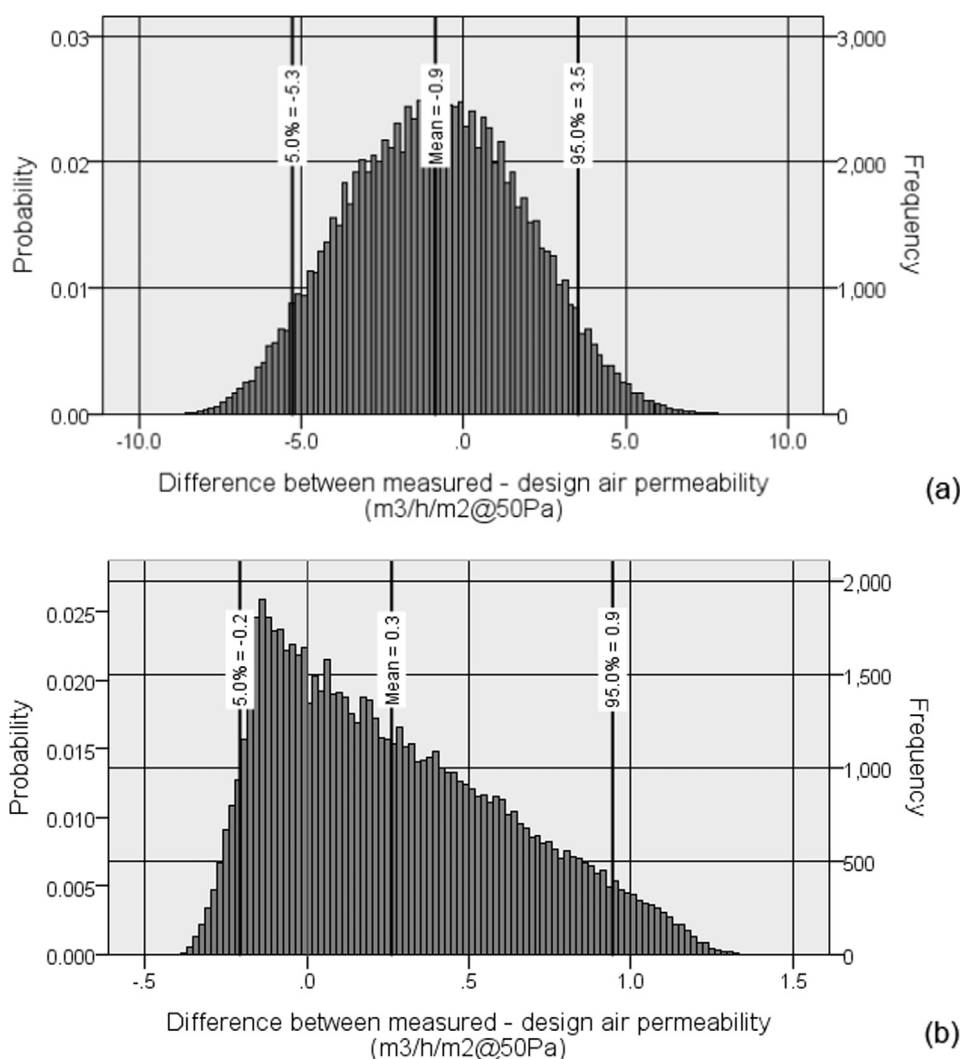 0.03
3,000
5.0% = -5.3
Mean = -0.9
95.0% = 3.5
0.02
2,000
Probability
Frequency
0.01
1,000
0.00
0
-10.0
-5.0
.0
5.0
10.0
Difference between measured - design air permeability
(m3/h/m2@50Pa)
(a)
2,000
0.025
5.0% = -0.2
Mean = 0.3
95.0% = 0.9
0.020
1,500
Probability
Frequency
0.015
1,000
0.010
500
0.005
0.000
0
-.5
.0
.5
1.0
1.5
Difference between measured - design air permeability
(m3/h/m2@50Pa)
(b)